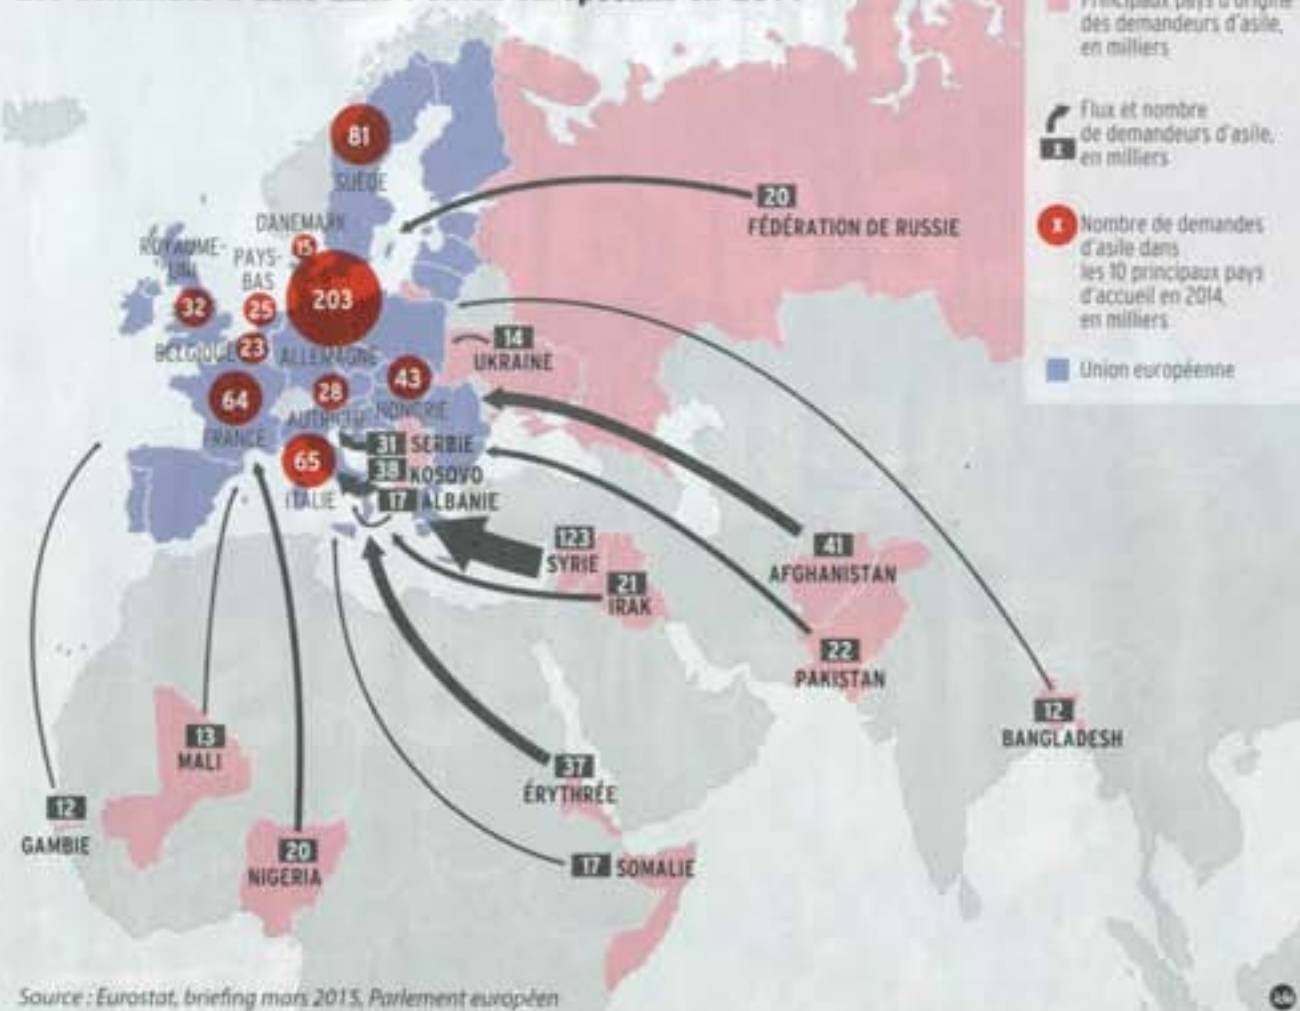 des demandeurs d'asile,
en milliers
Flux et nombre
de demandeurs d'asile,
x
en milliers
x
Nombre de demandes
d'asile dans
les 10 principaux pays
d'accueil en 2014,
en milliers
Union européenne
81
SUÈDE
20
FÉDÉRATION DE RUSSIE
DANEMARK
15
ROYAUME-
UNI
PAYS-
BAS
32
25
203
BELGIQUE
23
ALLEMAGNE
14
UKRAINE
64
FRANCE
28
AUTRICHE
43
HONGRIE
65
ITALIE
31 SERBIE
38 KOSOVO
17 ALBANIE
123
SYRIE
21
IRAK
41
AFGHANISTAN
22
PAKISTAN
12
BANGLADESH
13
MALI
37
ÉRYTHRÉE
12
GAMBIE
20
NIGERIA
17 SOMALIE
Source : Eurostat, briefing mars 2015, Parlement européen